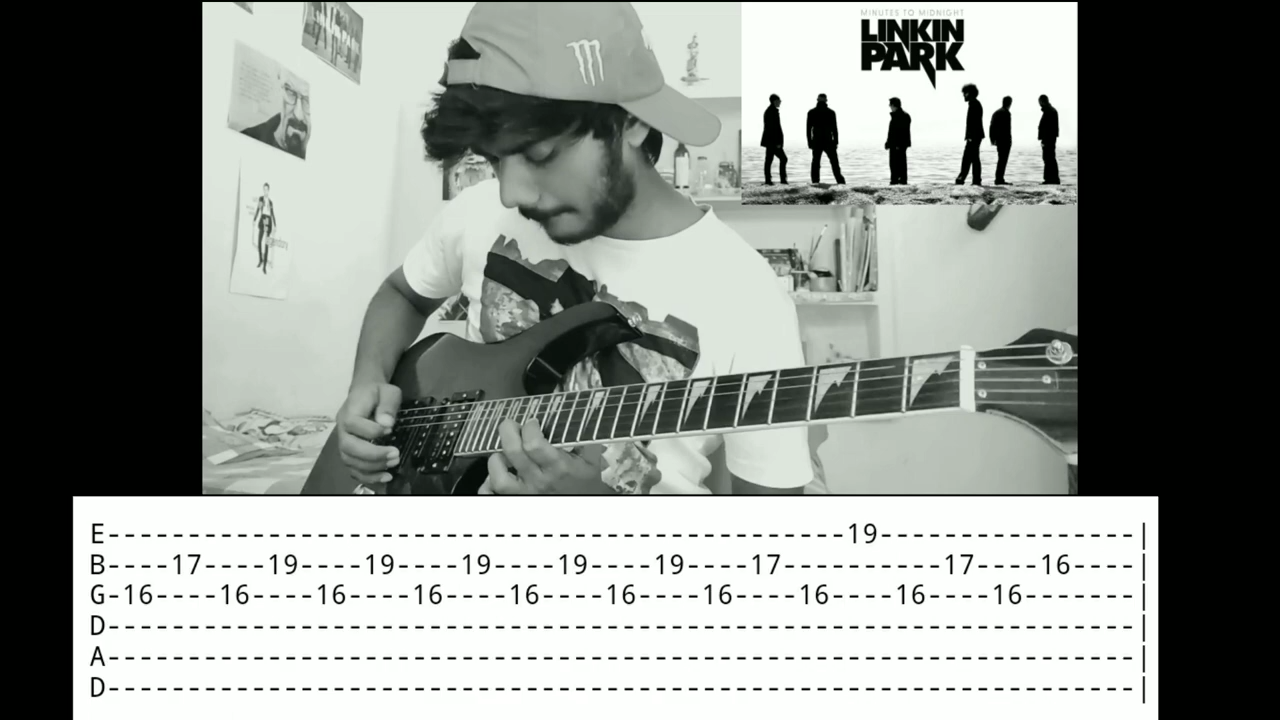 MINUTES TO MIDNIGHT
LINKIN
PARK
E----------------------------------------------19----------------|
B----17----19----19----19----19----19----17----------17----16----|
G-16----16----16----16----16----16----16----16----16----16-------|
D----------------------------------------------------------------|
A----------------------------------------------------------------|
D----------------------------------------------------------------|